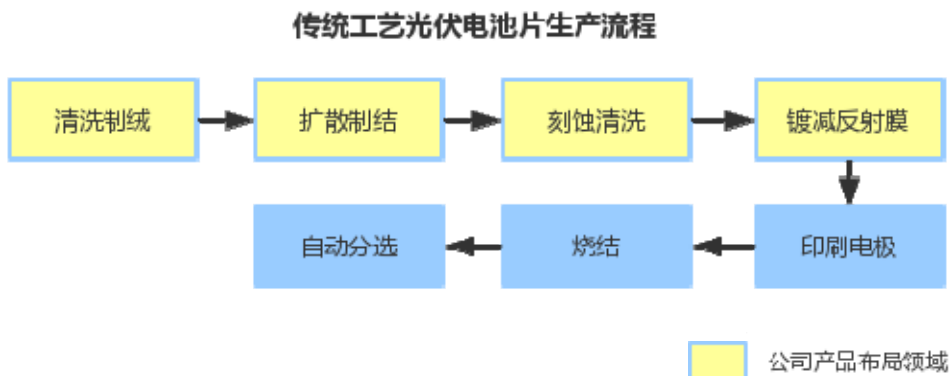 传统工艺光伏电池片生产流程
清洗制绒
扩散制结
刻蚀清洗
镀减反射膜
印刷电极
烧结
自动分选
公司产品布局领域